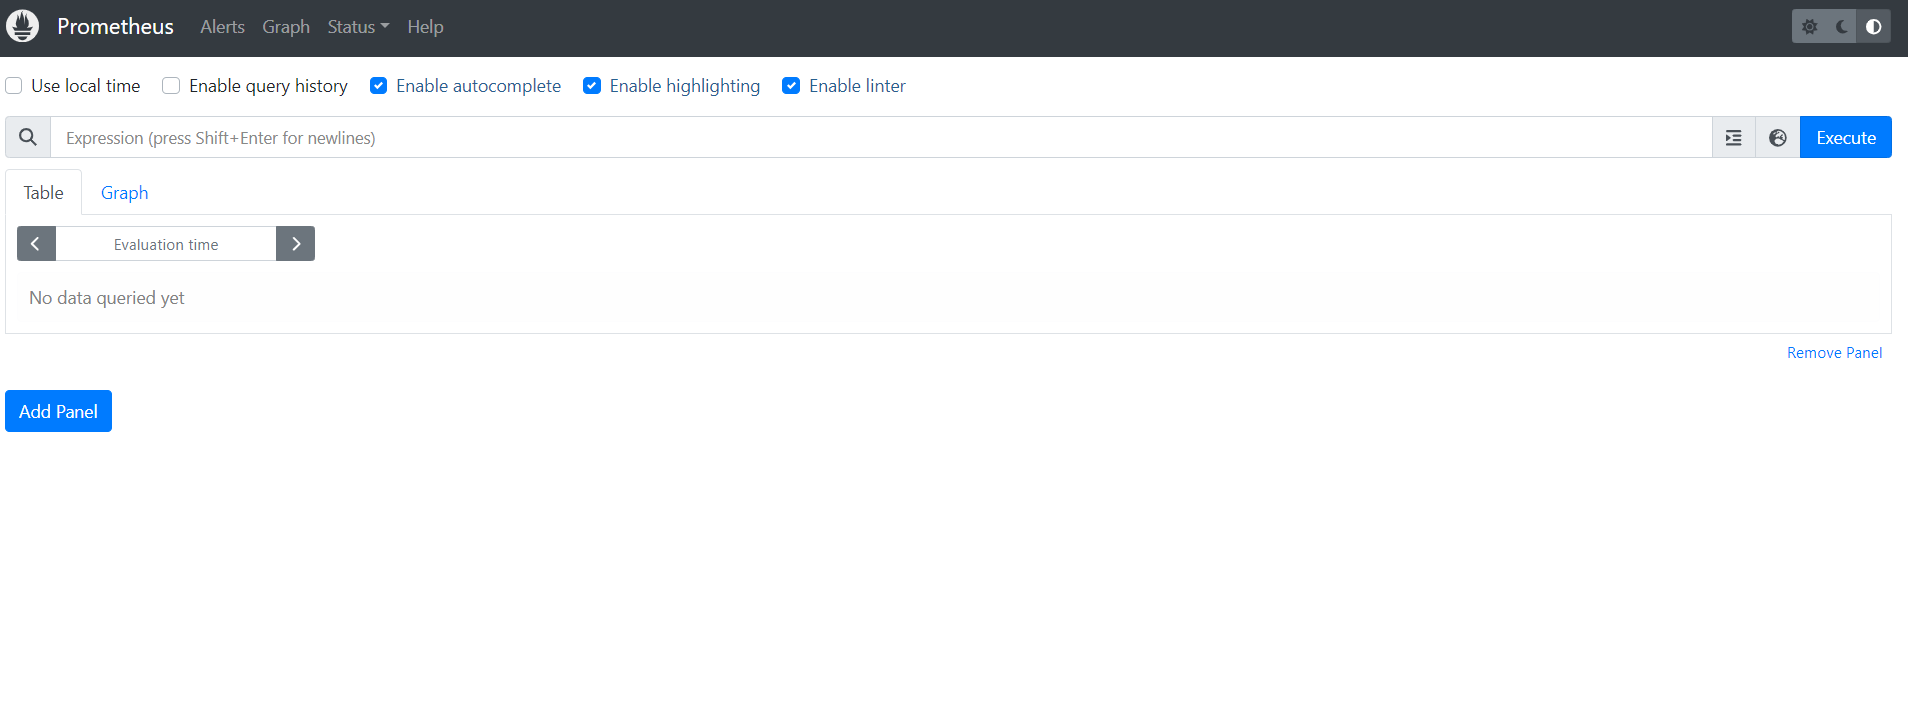 Prometheus Alerts Graph Status Help
Use local time Enable query history Enable autocomplete Enable highlighting Enable linter
Expression (press Shift+Enter for newlines) Execute
Table Graph
Evaluation time
No data queried yet
Remove Panel
Add Panel